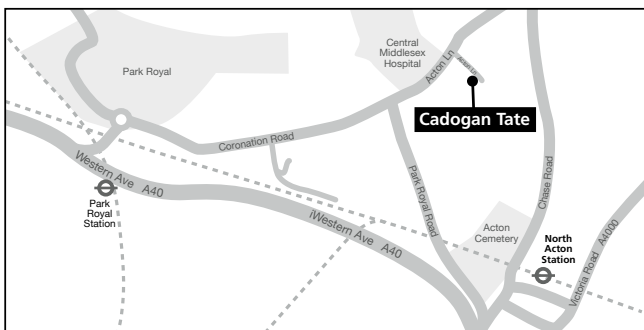 Park Royal
Central
Middlesex
Hospital
Acton Ln
Cadogan Tate
Coronation Road
Western Ave A40
Park
Royal
Station
iWestern Ave A40
Park Royal Road
Chase Road
Acton
Cemetery
North
Acton
Station
Victoria Road A4000